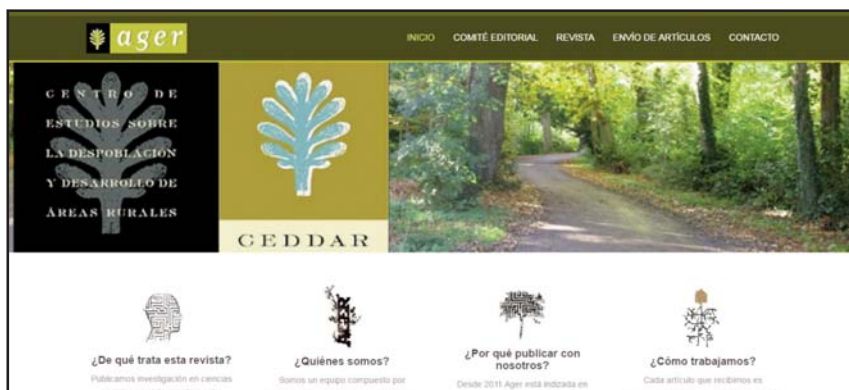 ager
INICIO COMITÉ EDITORIAL REVISTA ENVÍO DE ARTÍCULOS CONTACTO
CENTRO DE
ESTUDIOS SOBRE
LA DESPOBLACIÓN
Y DESARROLLO DE
ÁREAS RURALES
CEDDAR
AGER
¿De qué trata esta revista?
Publicamos investigación en ciencias
¿Quiénes somos?
Somos un equipo compuesto por
¿Por qué publicar con
nosotros?
Desde 2011 Ager está indizada en
¿Cómo trabajamos?
Cada artículo que recibimos es